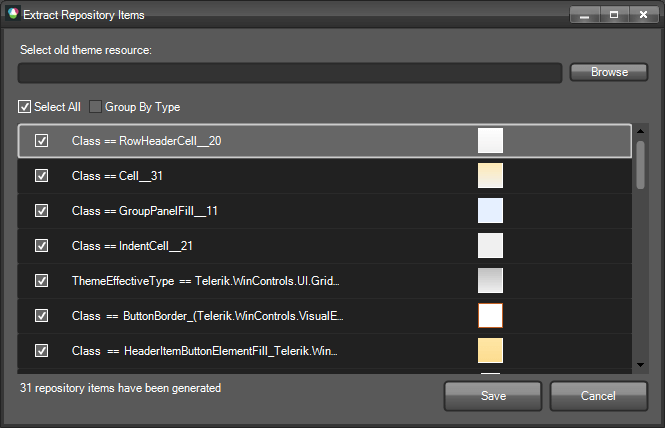 Extract Repository Items
Select old theme resource:
Browse
Select All Group By Type
Class == RowHeaderCell__20
Class == Cell__31
Class == GroupPanelFill__11
Class == IndentCell__21
ThemeEffectiveType == Telerik.WinControls.UI.Grid...
Class == ButtonBorder_(Telerik.WinControls.VisualE...
Class == HeaderItemButtonElementFill_Telerik.Win...
31 repository items have been generated
Save Cancel